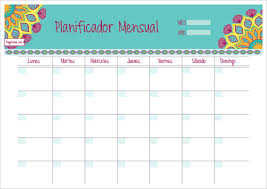 Planificador Mensual
MES:
AÑO:
Lunes Martes Miércoles Jueves Viernes Sábado Domingo